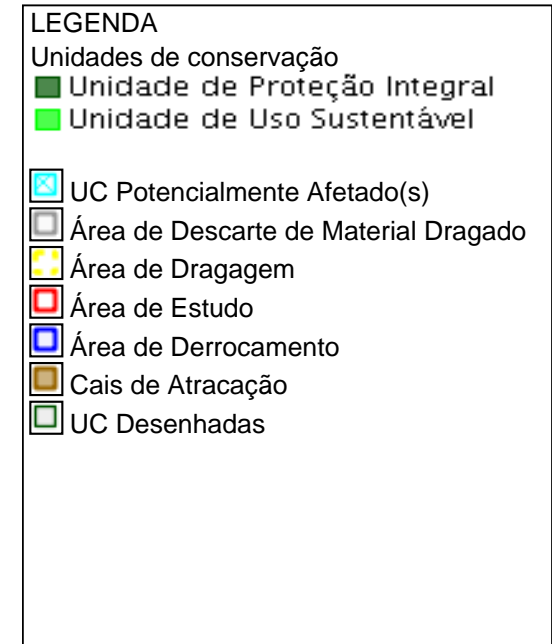 LEGENDA
Unidades de conservação
Unidade de Proteção Integral
Unidade de Uso Sustentável
UC Potencialmente Afetado(s)
Área de Descarte de Material Dragado
Área de Dragagem
Área de Estudo
Área de Derrocamento
Cais de Atracação
UC Desenhadas